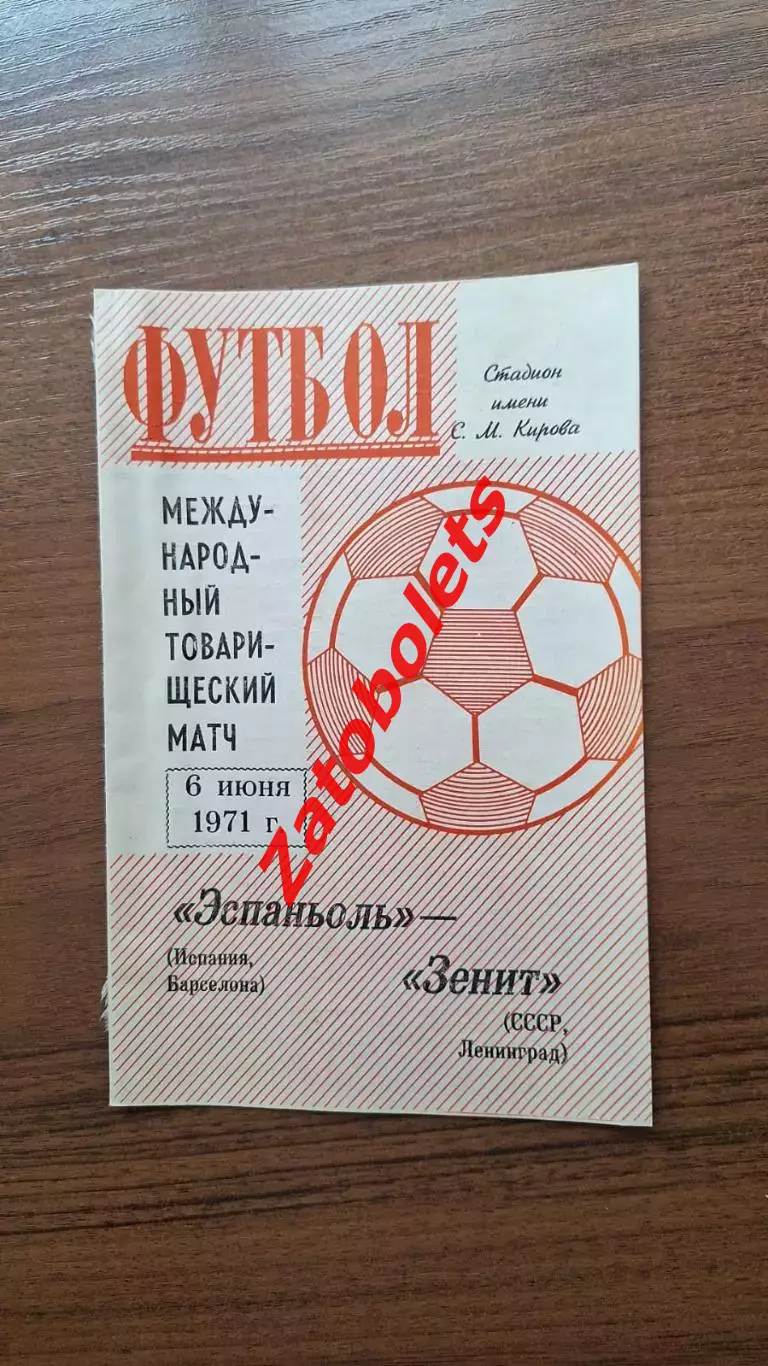 ФУТБОЛ
Стадион
имени
С. М. Кирова
МЕЖДУ-
НАРОД-
НЫЙ
ТОВАРИ-
ЩЕСКИЙ
МАТЧ
6 июня
1971 г.
Zatobolets
«Эспаньоль» —
(Испания,
Барселона)
«Зенит»
(СССР,
Ленинград)